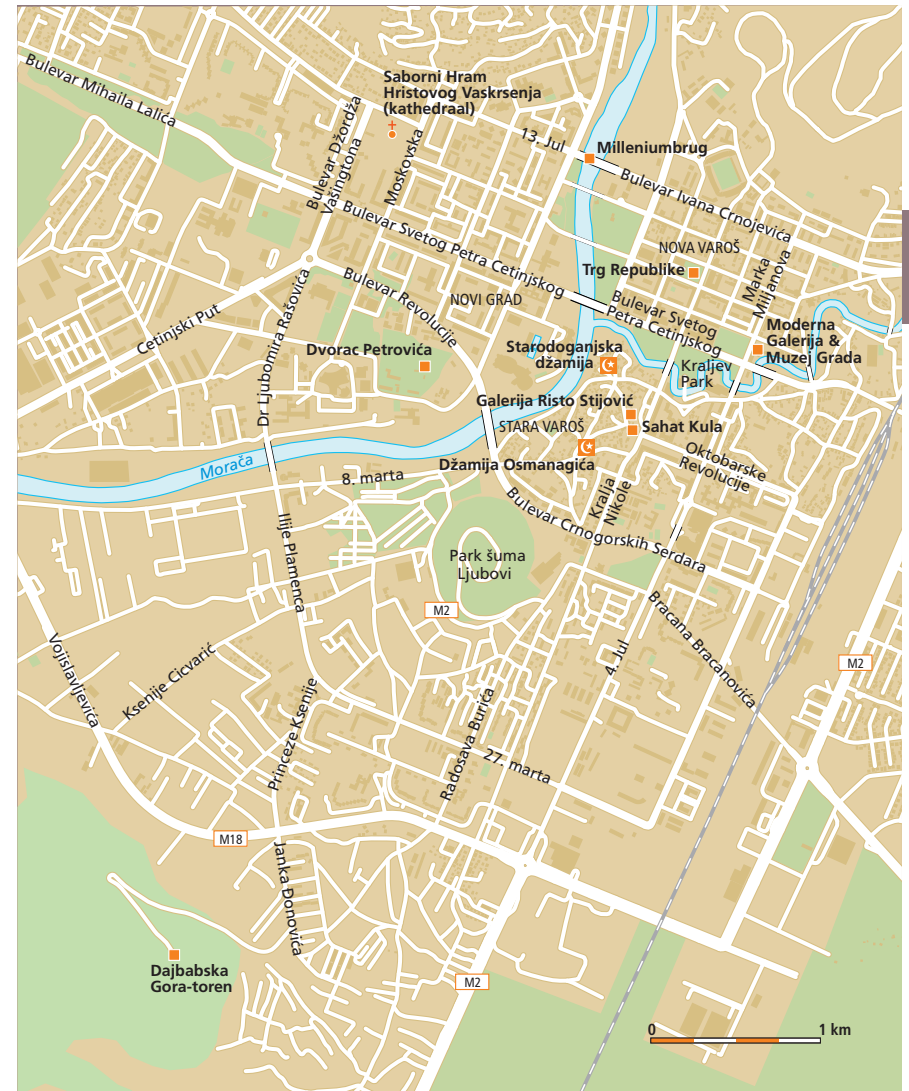 Bulevar Mihaila Lalića
Saborni Hram
Hristovog Vaskrsenja
(kathedraal)
Bulevar Džordža
Vašingtona
Moskovska
13. Jul
Milleniumbrug
Bulevar Ivana Crnojevića
Bulevar Svetog Petra Cetinjskog
NOVA VAROŠ
Trg Republike
Marka
Miljanova
Bulevar Revolucije
NOVI GRAD
Bulevar Svetog
Petra Cetinjskog
Cetinjski Put
Dr Ljubomira Rašovića
Dvorac Petrovića
Starodoganjska
džamija
Moderna
Galerija &
Muzej Grada
Kraljev
Park
Galerija Risto Stijović
STARA VAROŠ
Sahat Kula
Morača
8. marta
Džamija Osmanagića
Oktobarske
Revolucije
Kralja
Nikole
Bulevar Crnogorskih Serdara
Ilije Plamenca
Park šuma
Ljubovi
M2
Bracana Bracanovića
Vojislavljevića
Ksenije Cicvarić
4. Jul
M2
Princeze Ksenije
Radosava Burića
27. marta
M18
Janka Đonovića
Dajbabska
Gora-toren
M2
0
1 km